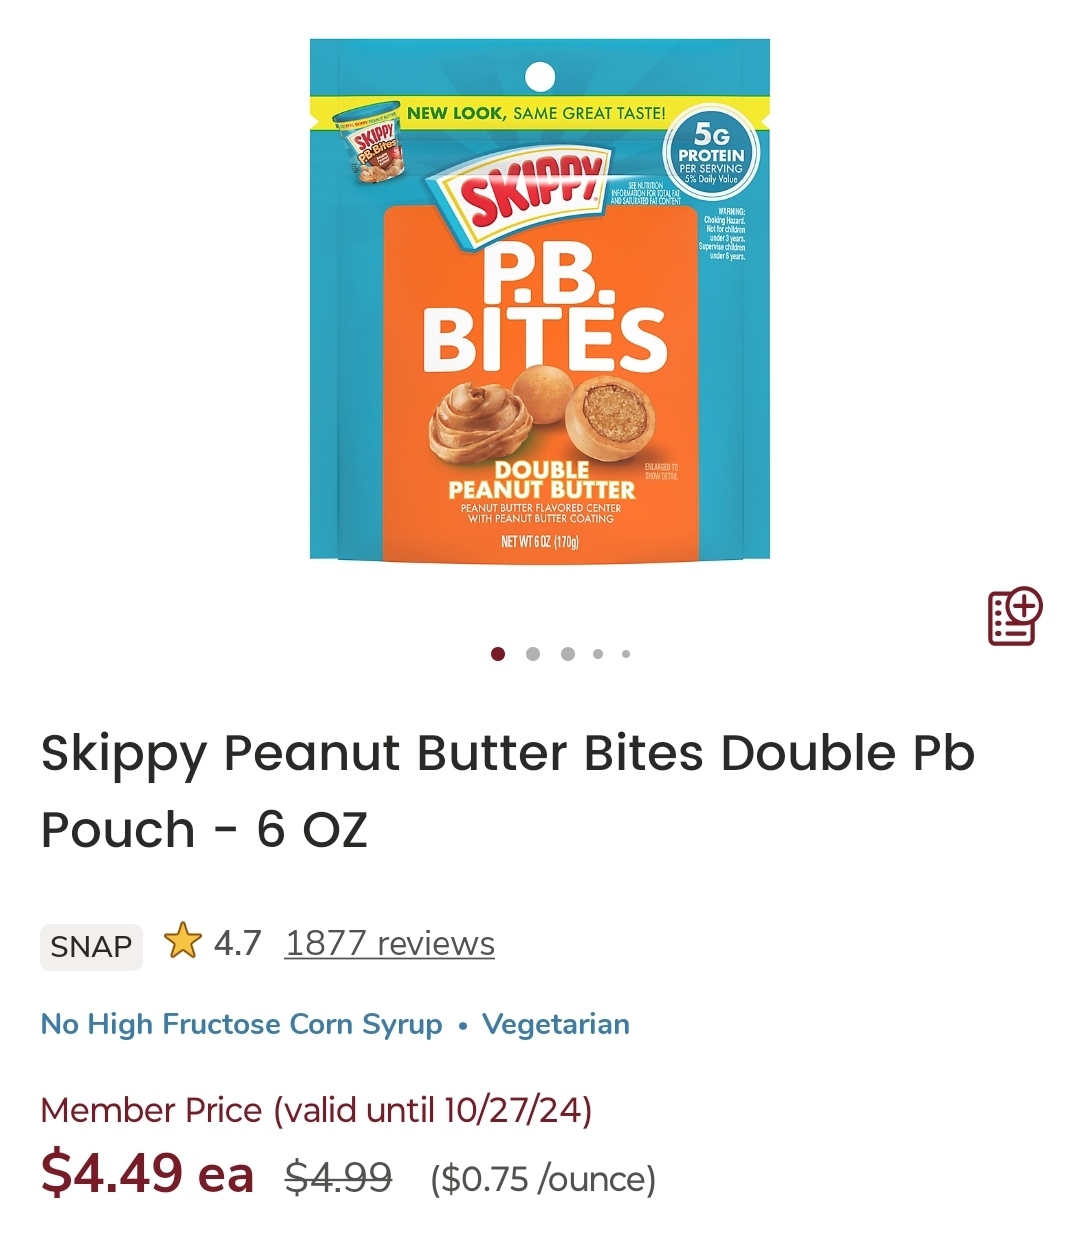 NEW LOOK, SAME GREAT TASTE!
SKIPPY
P.B. Bites
5G
PROTEIN
PER SERVING
5% Daily Value
SKIPPY
SEE NUTRITION
INFORMATION FOR TOTAL FAT
AND SATURATED FAT CONTENT
WARNING:
Choking Hazard.
Not for children
under 3 years.
Supervise children
under 6 years.
P.B.
BITES
DOUBLE
PEANUT BUTTER
ENLARGED TO
SHOW DETAIL
PEANUT BUTTER FLAVORED CENTER
WITH PEANUT BUTTER COATING
NET WT 6 OZ (170g)
Skippy Peanut Butter Bites Double Pb
Pouch - 6 OZ
SNAP 4.7 1877 reviews
No High Fructose Corn Syrup • Vegetarian
Member Price (valid until 10/27/24)
$4.49 ea $4.99 ($0.75 /ounce)